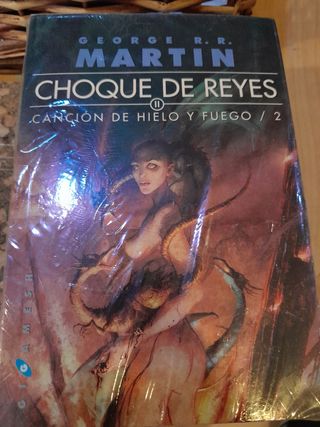 GEORGE R. R.
MARTIN
CHOQUE DE REYES
II
CANCIÓN DE HIELO Y FUEGO / 2
GIGAMESH